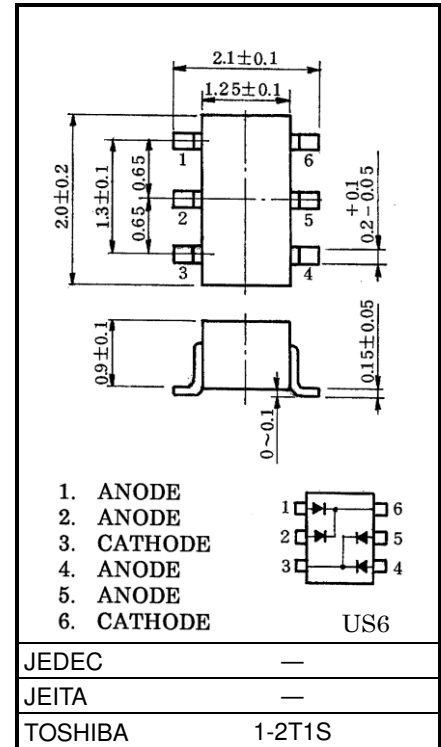 2.1±0.1
1.25±0.1
1
6
2
5
3
4
2.0±0.2
1.3±0.1
0.65
0.65
+0.1
0.2-0.05
0.9±0.1
0.15±0.05
0~0.1
1. ANODE
2. ANODE
3. CATHODE
4. ANODE
5. ANODE
6. CATHODE
1
6
2
5
3
4
US6
JEDEC —
JEITA —
TOSHIBA 1-2T1S